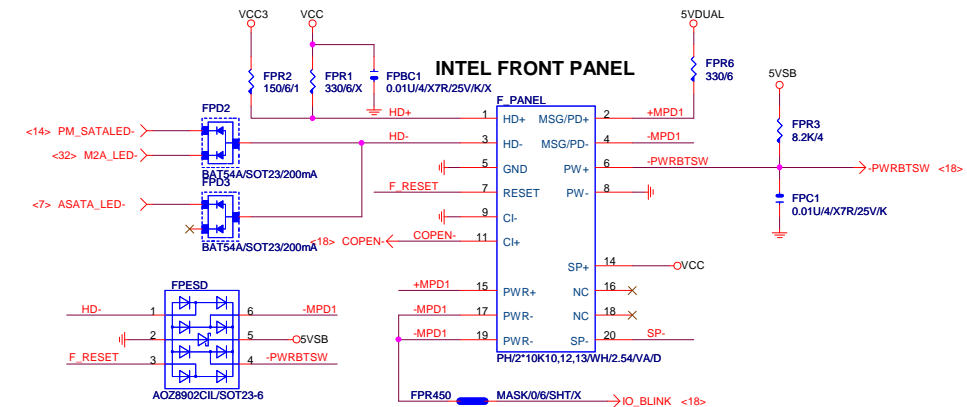 VCC3
VCC
5VDUAL
FPR2
150/6/1
FPR1
330/6/X
FPBC1
0.01U/4/X7R/25V/K/X
INTEL FRONT PANEL
FPR6
330/6
5VSB
FPR3
8.2K/4
FPD2
HD+
F_PANEL
1
HD+
MSG/PD+
2
+MPD1
<14> PM_SATALED-
HD-
3
HD-
MSG/PD-
4
-MPD1
<32> M2A_LED-
5
GND
PW+
6
-PWRBTSW
-PWRBTSW <18>
BAT54A/SOT23/200mA
FPD3
F_RESET
7
RESET
PW-
8
FPC1
0.01U/4/X7R/25V/K
<7> ASATA_LED-
9
CI-
<18> COPEN-
COPEN-
11
CI+
BAT54A/SOT23/200mA
SP+
14
VCC
FPESD
+MPD1
15
PWR+
NC
16
HD-
1
6
-MPD1
-MPD1
17
PWR-
NC
18
2
5
5VSB
-MPD1
19
PWR-
SP-
20
SP-
F_RESET
3
4
-PWRBTSW
PH/2*10K10,12,13/WH/2.54/VA/D
AOZ8902CIL/SOT23-6
FPR450
MASK/0/6/SHT/X
IO_BLINK <18>